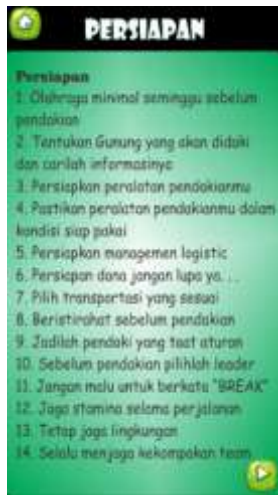 PERSIAPAN
Persiapan
1. Olahraga minimal seminggu sebelum
pendakian
2. Tentukan Gunung yang akan didaki
dan carilah informasinya
3. Persiapkan peralatan pendakianmu
4. Pastikan peralatan pendakianmu dalam
kondisi siap pakai
5. Persiapkan managemen logistic
6. Persiapan dana jangan lupa ya. . .
7. Pilih transportasi yang sesuai
8. Beristirahat sebelum pendakian
9. Jadilah pendaki yang taat aturan
10. Sebelum pendakian pilihlah leader
11. Jangan malu untuk berkata "BREAK"
12. Jaga stamina selama perjalanan
13. Tetap jaga lingkungan
14. Selalu menjaga kekompakan team